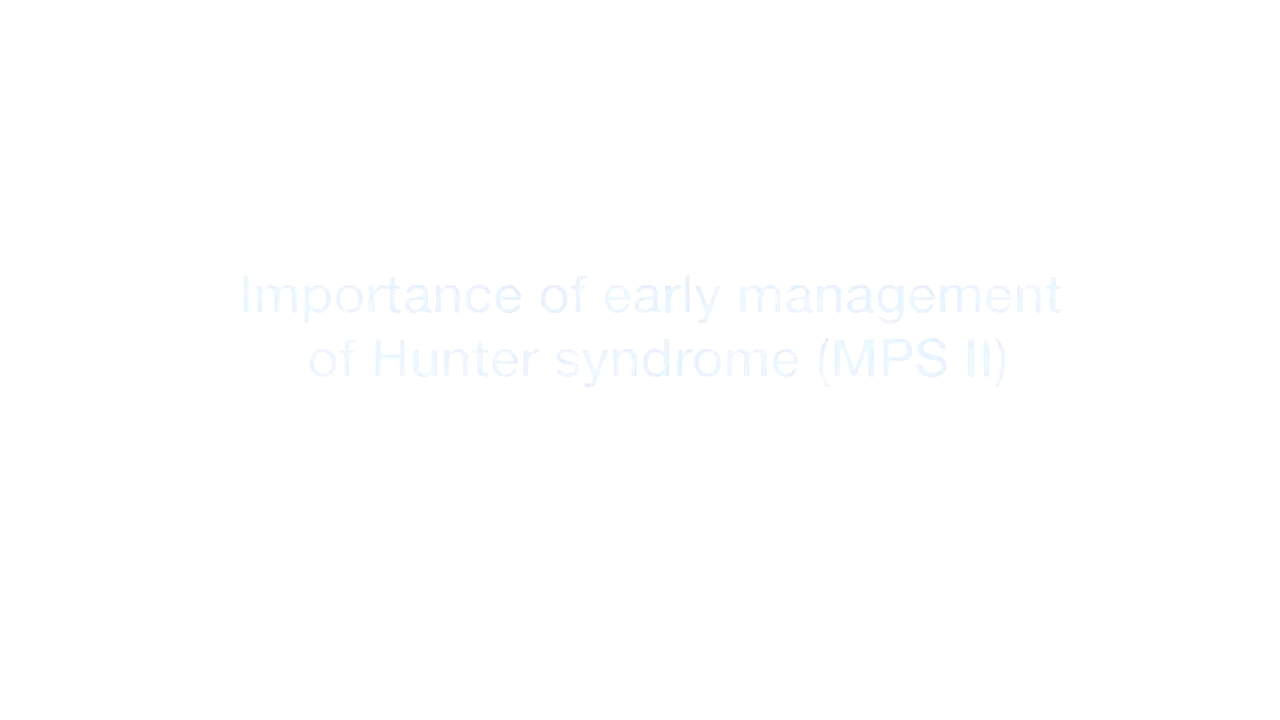 Importance of early management
of Hunter syndrome (MPS II)